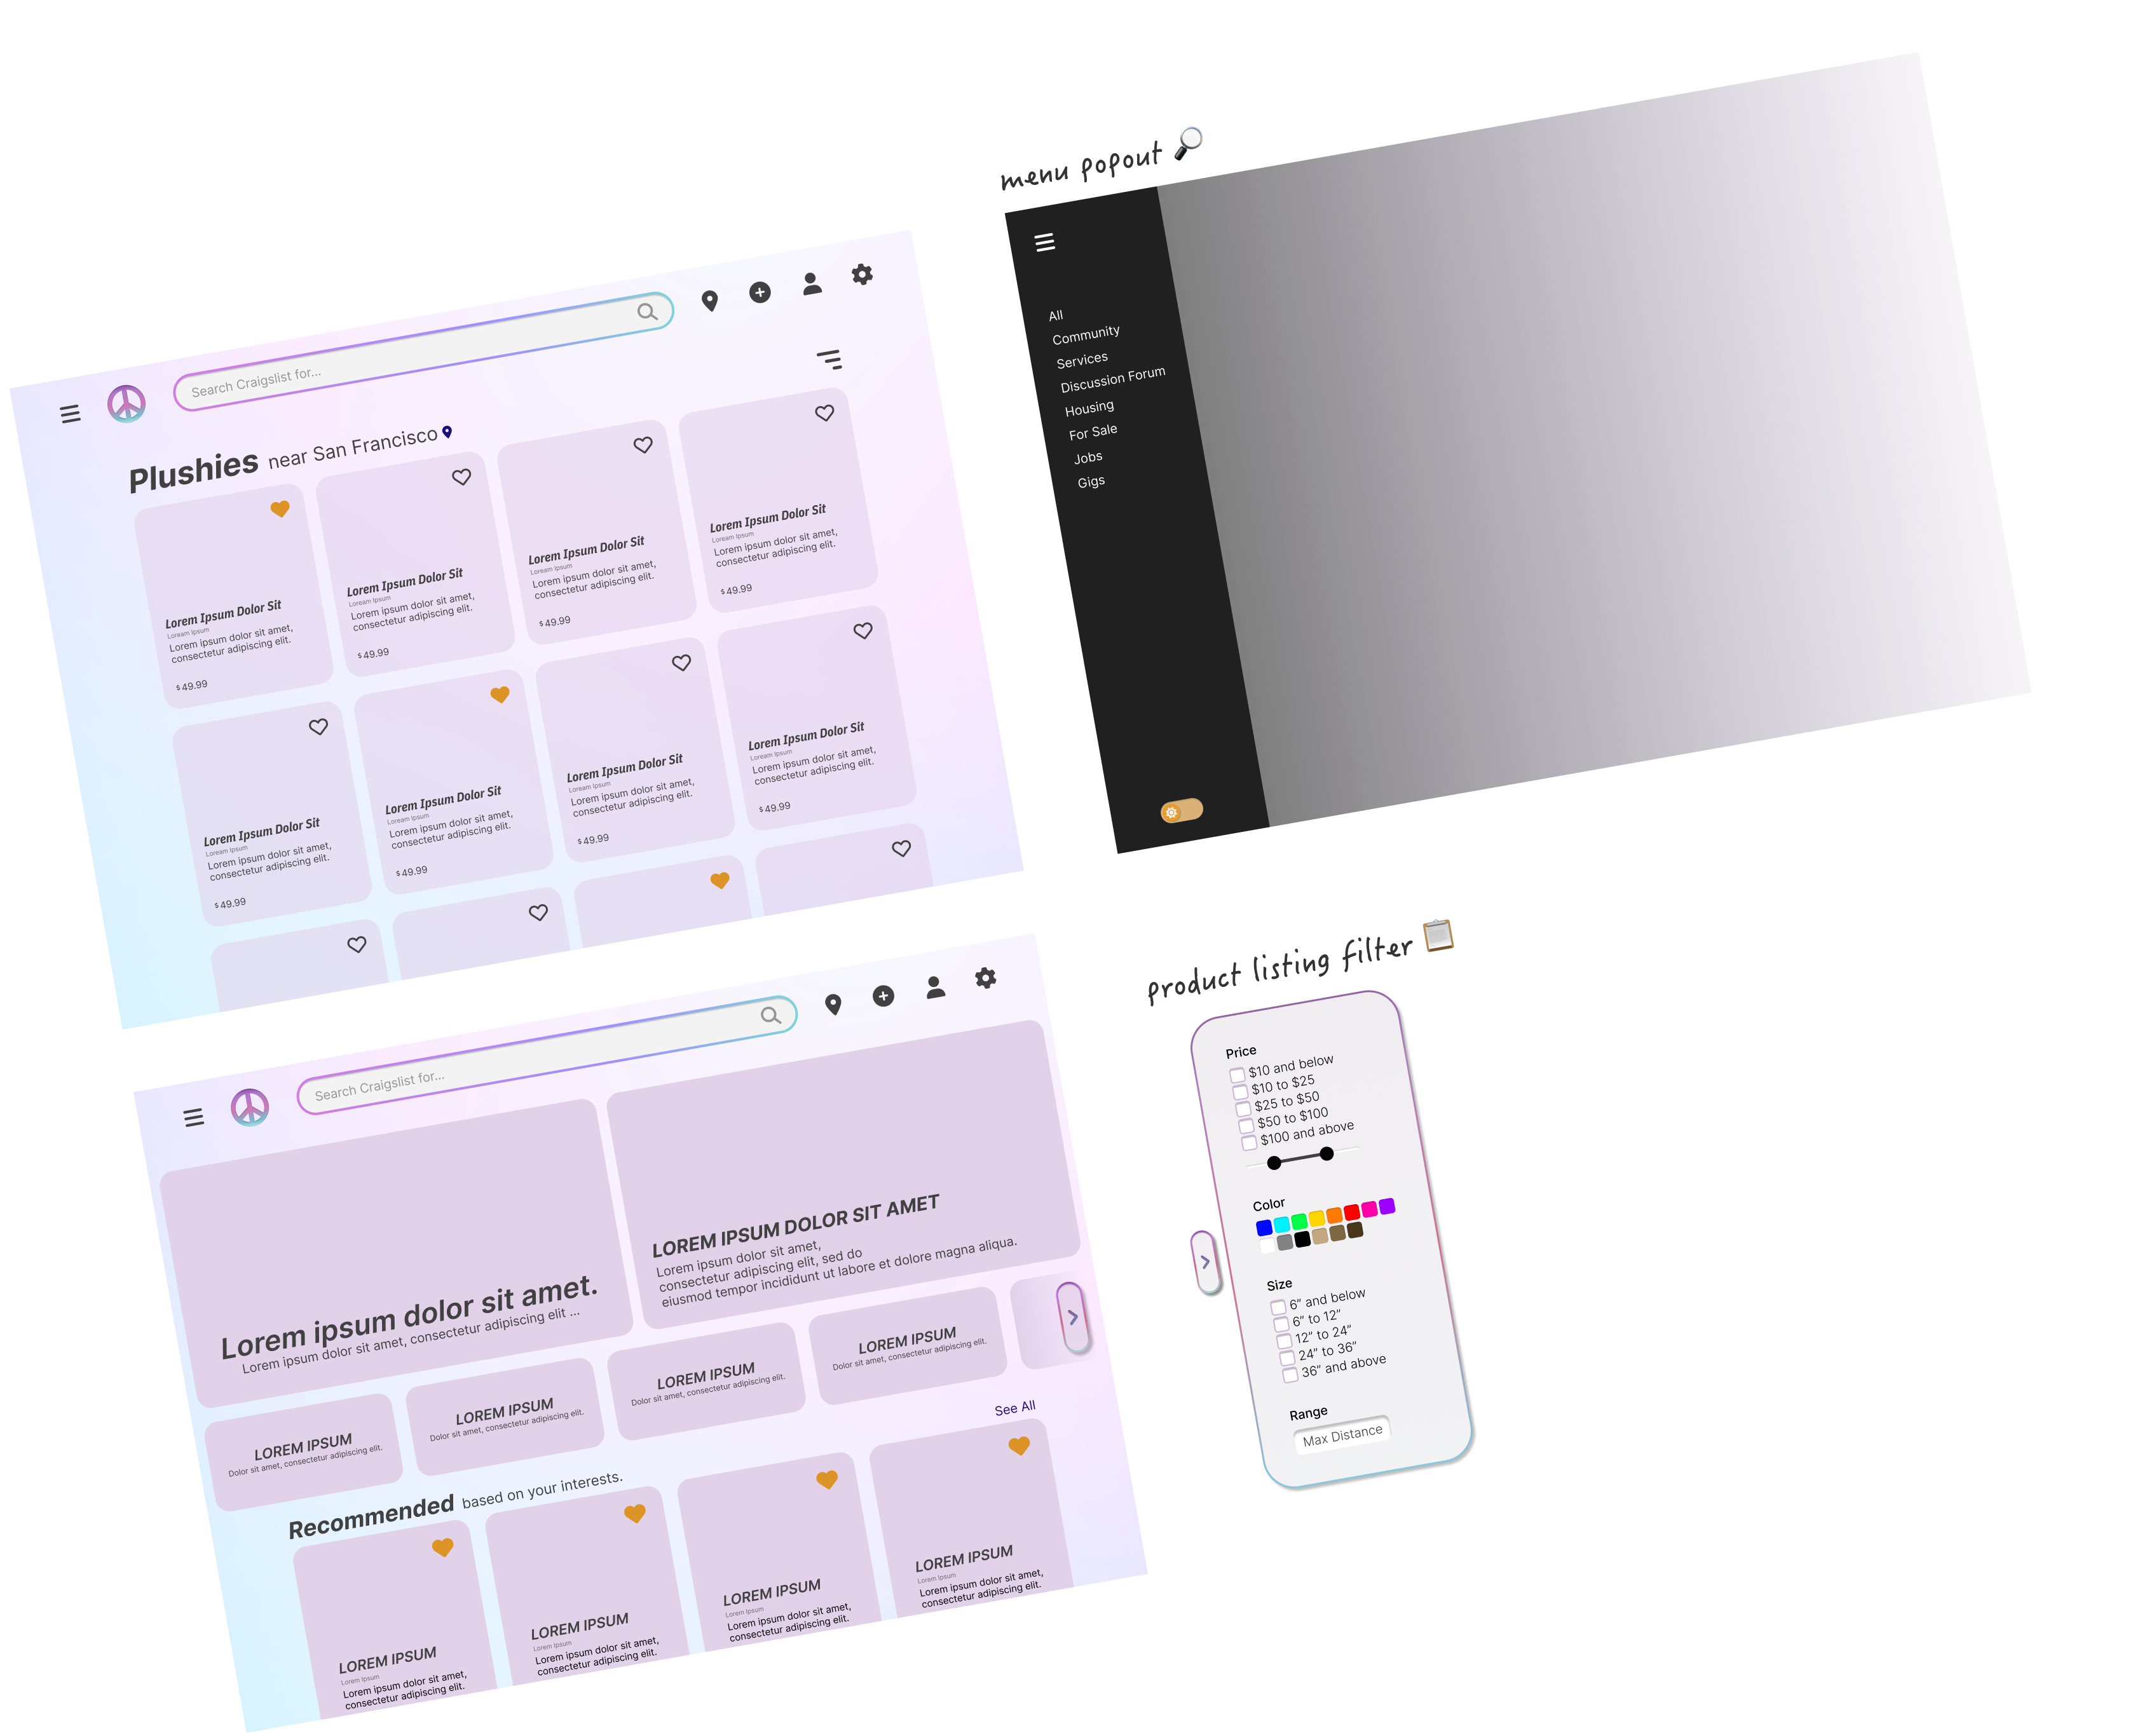 menu popout
All
Community
Services
Discussion Forum
Housing
For Sale
Jobs
Gigs
Search Craigslist for...
Plushies near San Francisco
Lorem Ipsum Dolor Sit
Loream Ipsum
Lorem ipsum dolor sit amet,
consectetur adipiscing elit.
$49.99
Lorem Ipsum Dolor Sit
Loream Ipsum
Lorem ipsum dolor sit amet,
consectetur adipiscing elit.
$49.99
Lorem Ipsum Dolor Sit
Loream Ipsum
Lorem ipsum dolor sit amet,
consectetur adipiscing elit.
$49.99
Lorem Ipsum Dolor Sit
Loream Ipsum
Lorem ipsum dolor sit amet,
consectetur adipiscing elit.
$49.99
Lorem Ipsum Dolor Sit
Loream Ipsum
Lorem ipsum dolor sit amet,
consectetur adipiscing elit.
$49.99
Lorem Ipsum Dolor Sit
Loream Ipsum
Lorem ipsum dolor sit amet,
consectetur adipiscing elit.
$49.99
Lorem Ipsum Dolor Sit
Loream Ipsum
Lorem ipsum dolor sit amet,
consectetur adipiscing elit.
$49.99
Lorem Ipsum Dolor Sit
Loream Ipsum
Lorem ipsum dolor sit amet,
consectetur adipiscing elit.
$49.99
Search Craigslist for...
Lorem ipsum dolor sit amet.
Lorem ipsum dolor sit amet, consectetur adipiscing elit ...
LOREM IPSUM DOLOR SIT AMET
Lorem ipsum dolor sit amet,
consectetur adipiscing elit, sed do
eiusmod tempor incididunt ut labore et dolore magna aliqua.
LOREM IPSUM
Dolor sit amet, consectetur adipiscing elit.
LOREM IPSUM
Dolor sit amet, consectetur adipiscing elit.
LOREM IPSUM
Dolor sit amet, consectetur adipiscing elit.
LOREM IPSUM
Dolor sit amet, consectetur adipiscing elit.
Recommended based on your interests.
See All
LOREM IPSUM
Lorem Ipsum
Lorem ipsum dolor sit amet,
consectetur adipiscing elit.
LOREM IPSUM
Lorem Ipsum
Lorem ipsum dolor sit amet,
consectetur adipiscing elit.
LOREM IPSUM
Lorem Ipsum
Lorem ipsum dolor sit amet,
consectetur adipiscing elit.
LOREM IPSUM
Lorem Ipsum
Lorem ipsum dolor sit amet,
consectetur adipiscing elit.
product listing filter
Price
$10 and below
$10 to $25
$25 to $50
$50 to $100
$100 and above
Color
Size
6” and below
6” to 12”
12” to 24”
24” to 36”
36” and above
Range
Max Distance